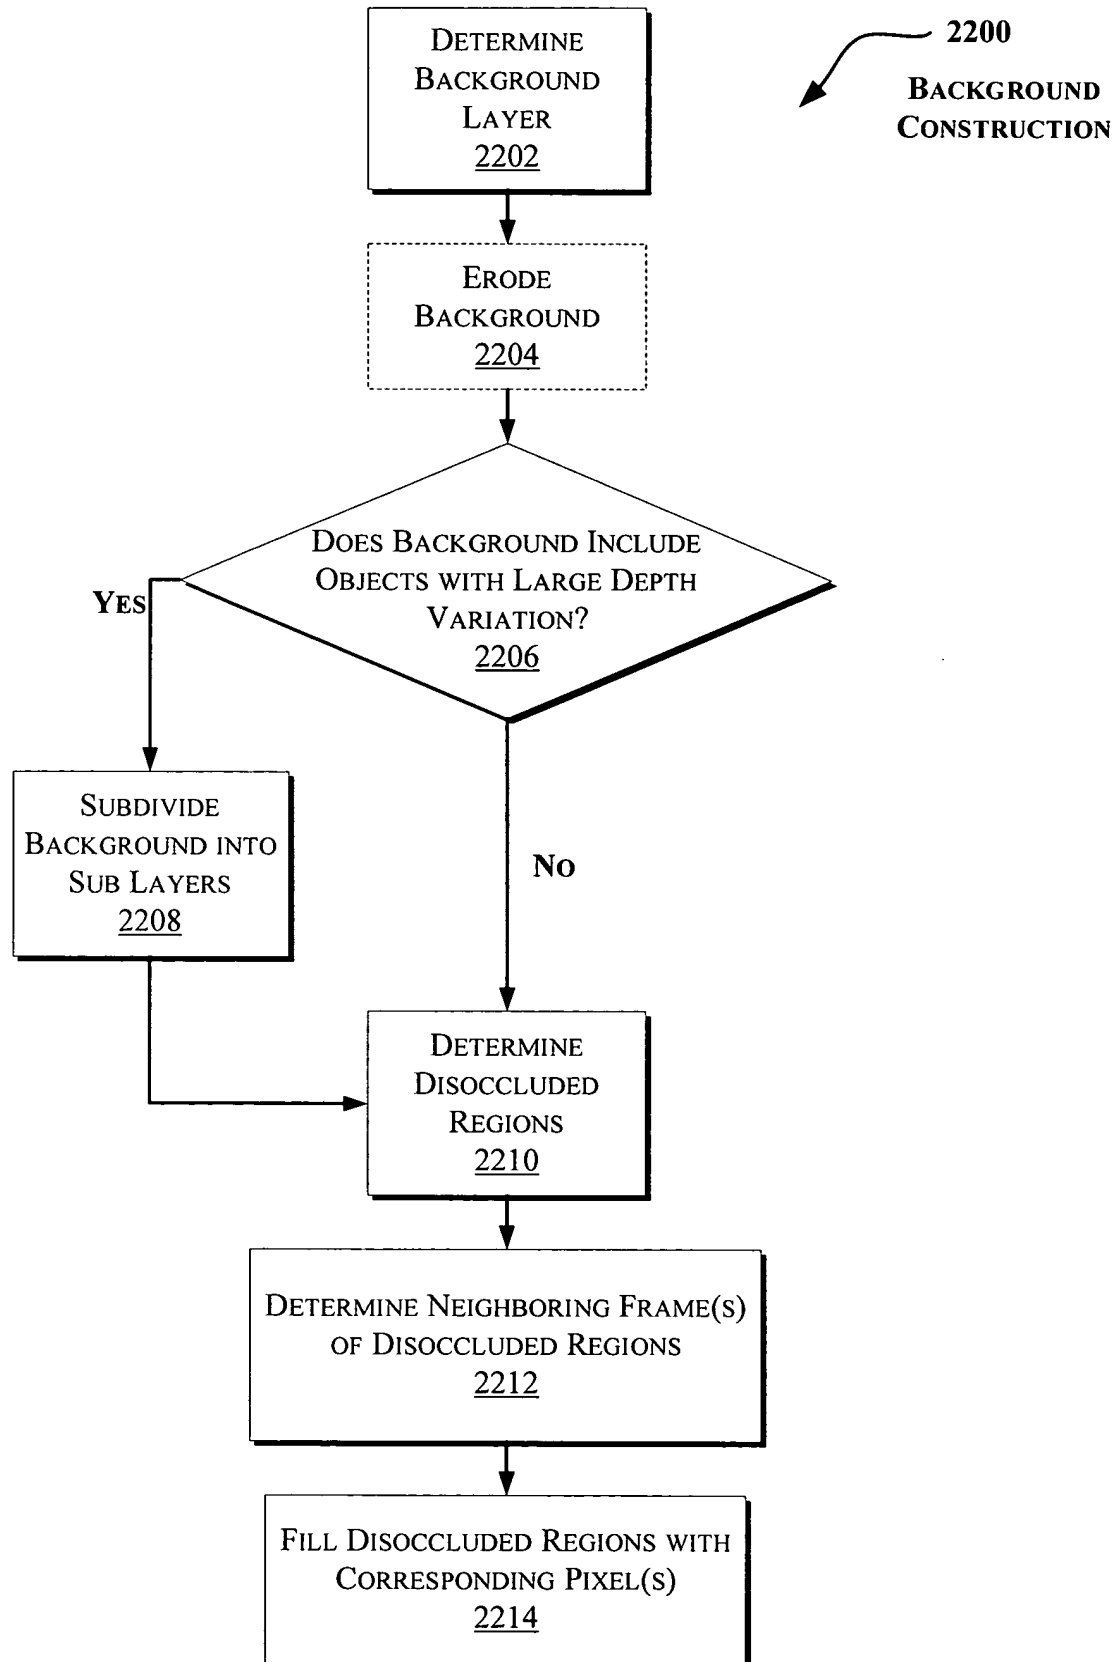 2200
BACKGROUND
CONSTRUCTION
DETERMINE
BACKGROUND
LAYER
2202
ERODE
BACKGROUND
2204
DOES BACKGROUND INCLUDE
OBJECTS WITH LARGE DEPTH
VARIATION?
2206
YES
NO
SUBDIVIDE
BACKGROUND INTO
SUB LAYERS
2208
DETERMINE
DISOCCLUDED
REGIONS
2210
DETERMINE NEIGHBORING FRAME(S)
OF DISOCCLUDED REGIONS
2212
FILL DISOCCLUDED REGIONS WITH
CORRESPONDING PIXEL(S)
2214